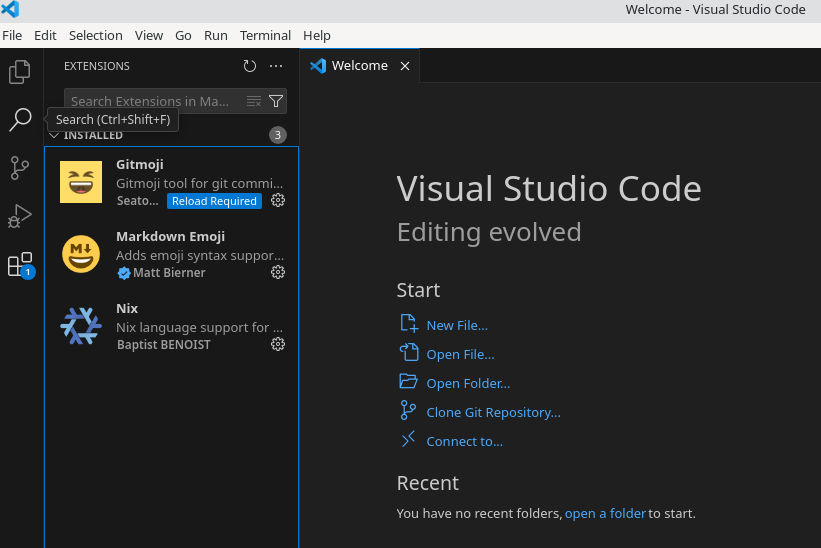 Welcome - Visual Studio Code
File Edit Selection View Go Run Terminal Help
EXTENSIONS
Welcome
Search Extensions in Ma...
Search (Ctrl+Shift+F)
INSTALLED 3
Gitmoji
Gitmoji tool for git commi...
Seato... Reload Required
Markdown Emoji
M
Adds emoji syntax suppor...
Matt Bierner
1
Nix
Nix language support for ...
Baptist BENOIST
Visual Studio Code
Editing evolved
Start
New File...
Open File...
Open Folder...
Clone Git Repository...
Connect to...
Recent
You have no recent folders, open a folder to start.